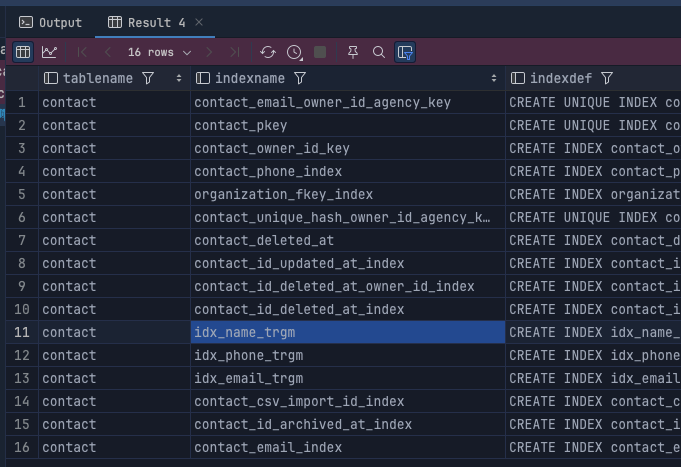 Output Result 4
16 rows
tablename indexname indexdef
1 contact contact_email_owner_id_agency_key CREATE UNIQUE INDEX co
2 contact contact_pkey CREATE UNIQUE INDEX co
3 contact contact_owner_id_key CREATE INDEX contact_o
4 contact contact_phone_index CREATE INDEX contact_p
5 contact organization_fkey_index CREATE INDEX organizat
6 contact contact_unique_hash_owner_id_agency_k… CREATE UNIQUE INDEX co
7 contact contact_deleted_at CREATE INDEX contact_d
8 contact contact_id_updated_at_index CREATE INDEX contact_i
9 contact contact_id_deleted_at_owner_id_index CREATE INDEX contact_i
10 contact contact_id_deleted_at_index CREATE INDEX contact_i
11 contact idx_name_trgm CREATE INDEX idx_name_
12 contact idx_phone_trgm CREATE INDEX idx_phone
13 contact idx_email_trgm CREATE INDEX idx_email
14 contact contact_csv_import_id_index CREATE INDEX contact_c
15 contact contact_id_archived_at_index CREATE INDEX contact_i
16 contact contact_email_index CREATE INDEX contact_e